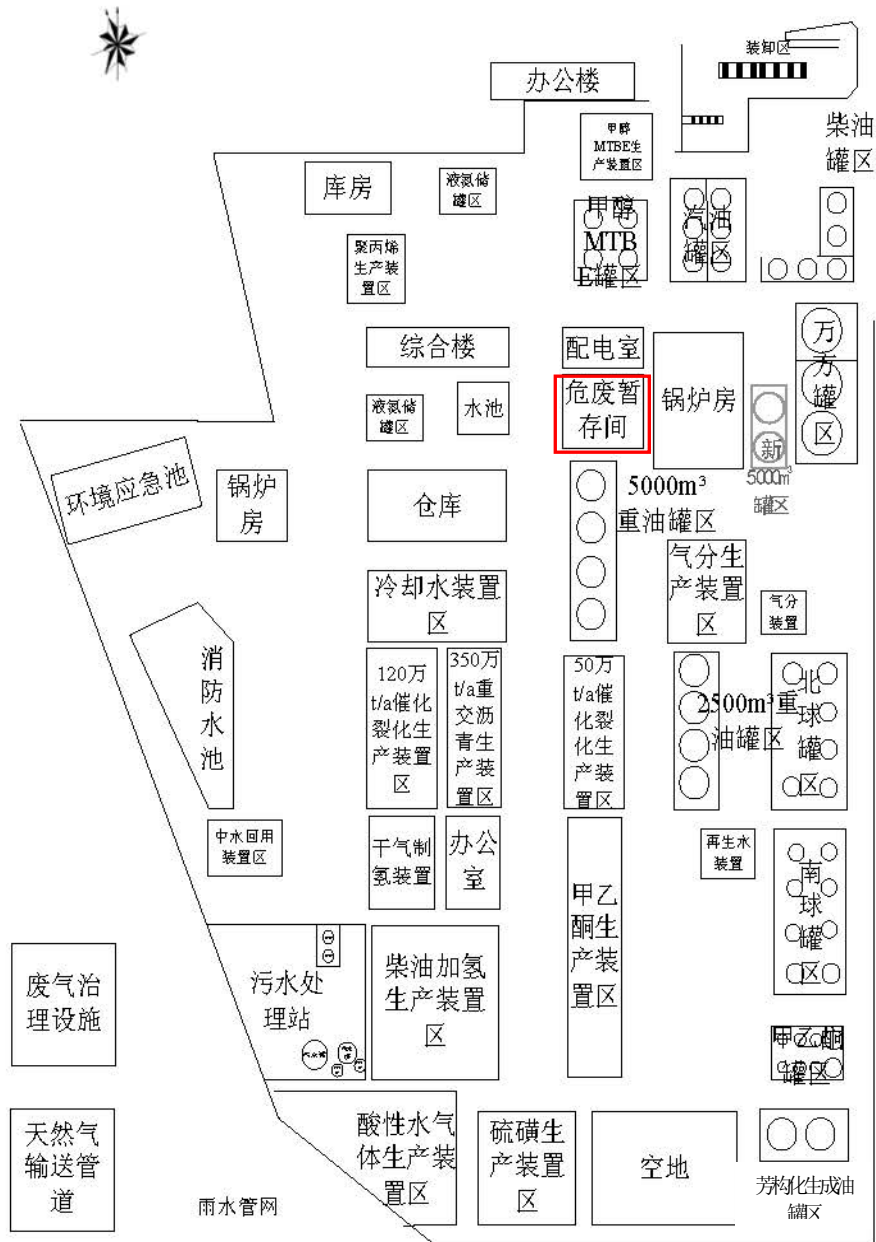 装卸区
办公楼
甲醇
MTBE生
产装置区
柴油
罐区
库房
液氮储
罐区
甲醇
MTB
E罐区
汽油
罐区
聚丙烯
生产装
置区
综合楼
配电室
锅炉房
万
芳
罐
区
危废暂
存间
液氮储
罐区
水池
新
5000m³
罐区
环境应急池
锅炉
房
仓库
5000m³
重油罐区
气分生
产装置
区
冷却水装置
区
气分
装置
消
防
水
池
120万
t/a催化
裂化生
产装置
区
350万
t/a重
交沥
青生
产装
置区
50万
t/a催
化裂
化生
产装
置区
2500m³重
油罐区
北
球
罐
区
中水回用
装置区
干气制
氢装置
办公
室
再生水
装置
甲乙
酮生
产装
置区
南
球
罐
区
废气治
理设施
污水处
理站
柴油加氢
生产装置
区
甲乙酮
罐区
天然气
输送管
道
雨水管网
酸性水气
体生产装
置区
硫磺生
产装置
区
空地
芳构化生成油
罐区